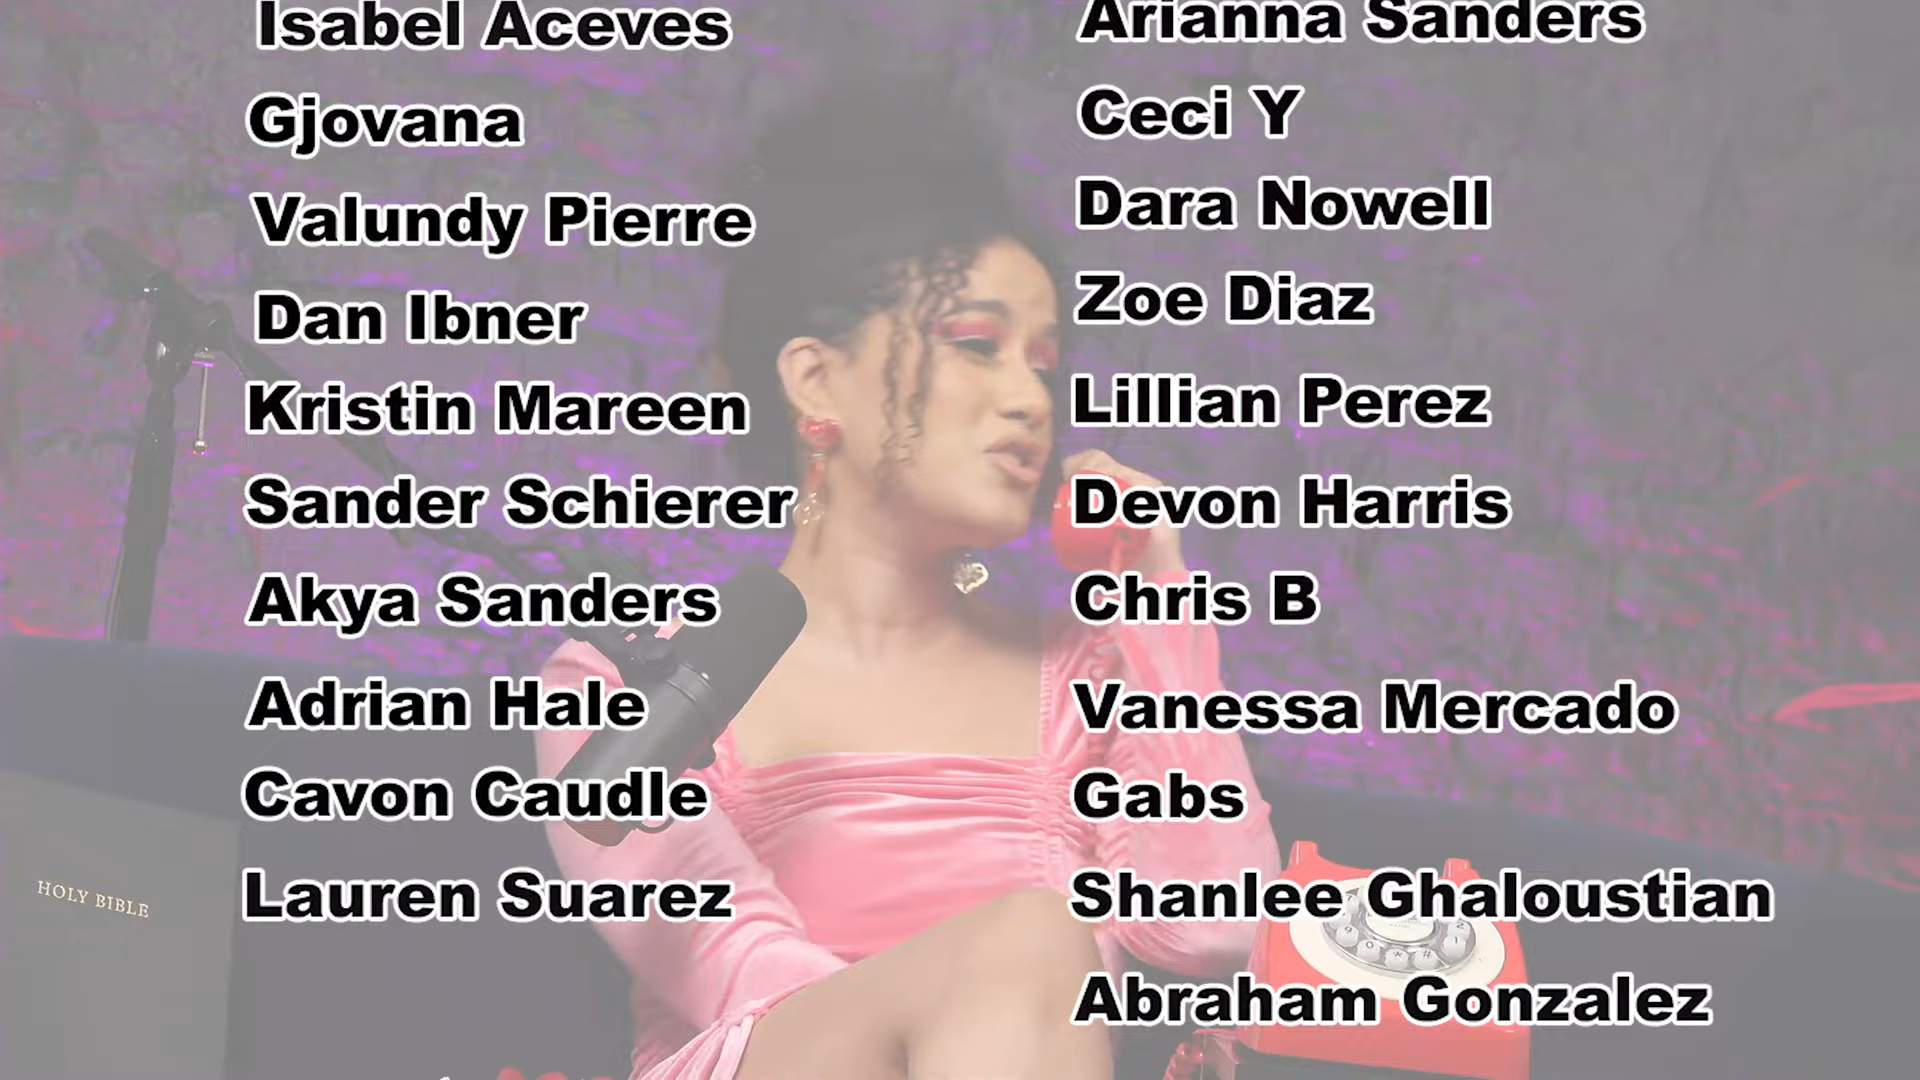 Isabel Aceves
Gjovana
Valundy Pierre
Dan Ibner
Kristin Mareen
Sander Schierer
Akya Sanders
Adrian Hale
Cavon Caudle
Lauren Suarez
Arianna Sanders
Ceci Y
Dara Nowell
Zoe Diaz
Lillian Perez
Devon Harris
Chris B
Vanessa Mercado
Gabs
Shanlee Ghaloustian
Abraham Gonzalez
HOLY BIBLE